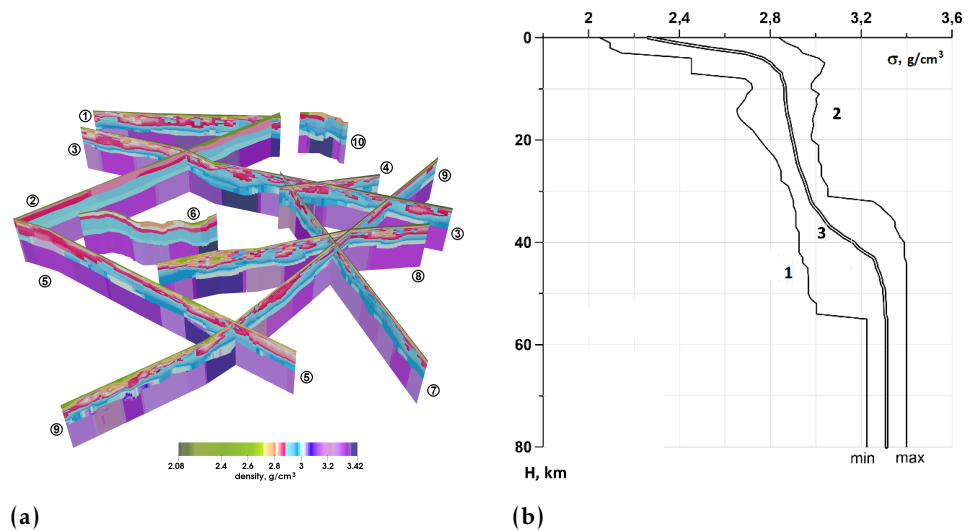 2 2,4 2,8 3,2 3,6
0
20
40
60
80
σ, g/cm³
2
3
1
min max
H, km
① ③ ② ⑤ ⑨ ⑥ ⑩ ④ ⑨ ③ ⑧ ⑤ ⑦
2.08 2.4 2.6 2.8 3 3.2 3.42
density, g/cm³
(a) (b)